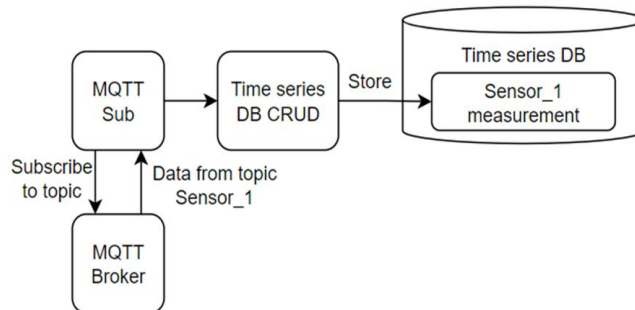 MQTT
Sub
Time series
DB CRUD
Store
Time series DB
Sensor_1
measurement
Subscribe
to topic
Data from topic
Sensor_1
MQTT
Broker